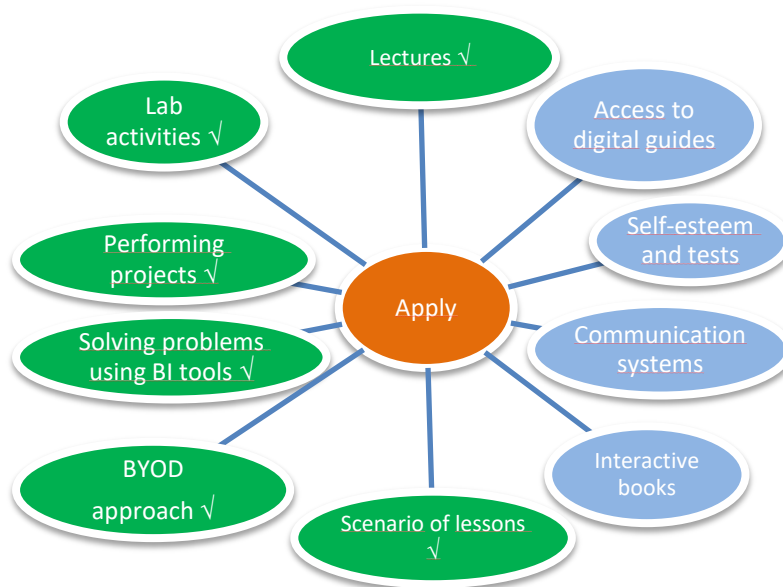 Lectures √
Lab
activities √
Access to
digital guides
Performing
projects √
Self-esteem
and tests
Apply
Solving problems
using BI tools √
Communication
systems
BYOD
approach √
Interactive
books
Scenario of lessons
√